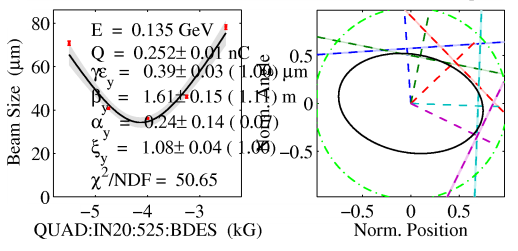 E = 0.135 GeV
Q = 0.252± 0.01 nC
γε_y = 0.39± 0.03 ( 1.00) μm
β_y = 1.61± 0.15 ( 1.11) m
α_y = 0.24± 0.14 ( 0.07)
ξ_y = 1.08± 0.04 ( 1.00)
χ²/NDF = 50.65
Beam Size (μm)
80
60
40
20
0
−5
−4
−3
QUAD:IN20:525:BDES (kG)
Norm. Angle
0.5
0
−0.5
−0.5
0
0.5
Norm. Position